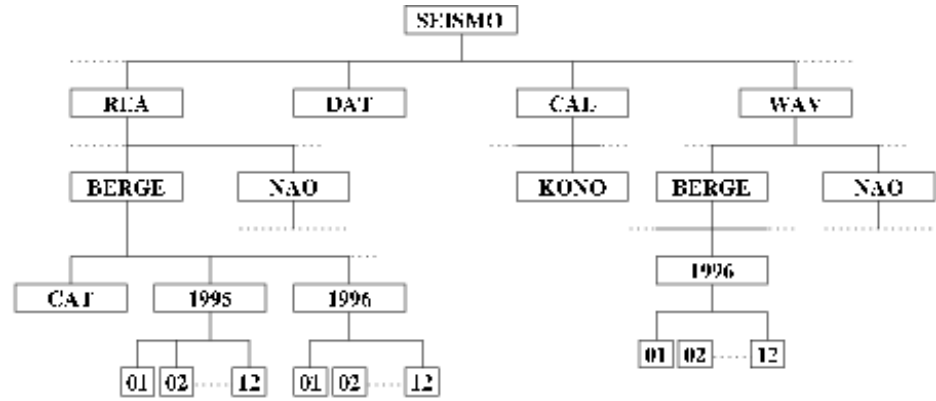 SEISMO
REA DAT CAL WAV
BERGE NAO KONO BERGE NAO
1996
CAT 1995 1996
01 02 12
01 02 12 01 02 12